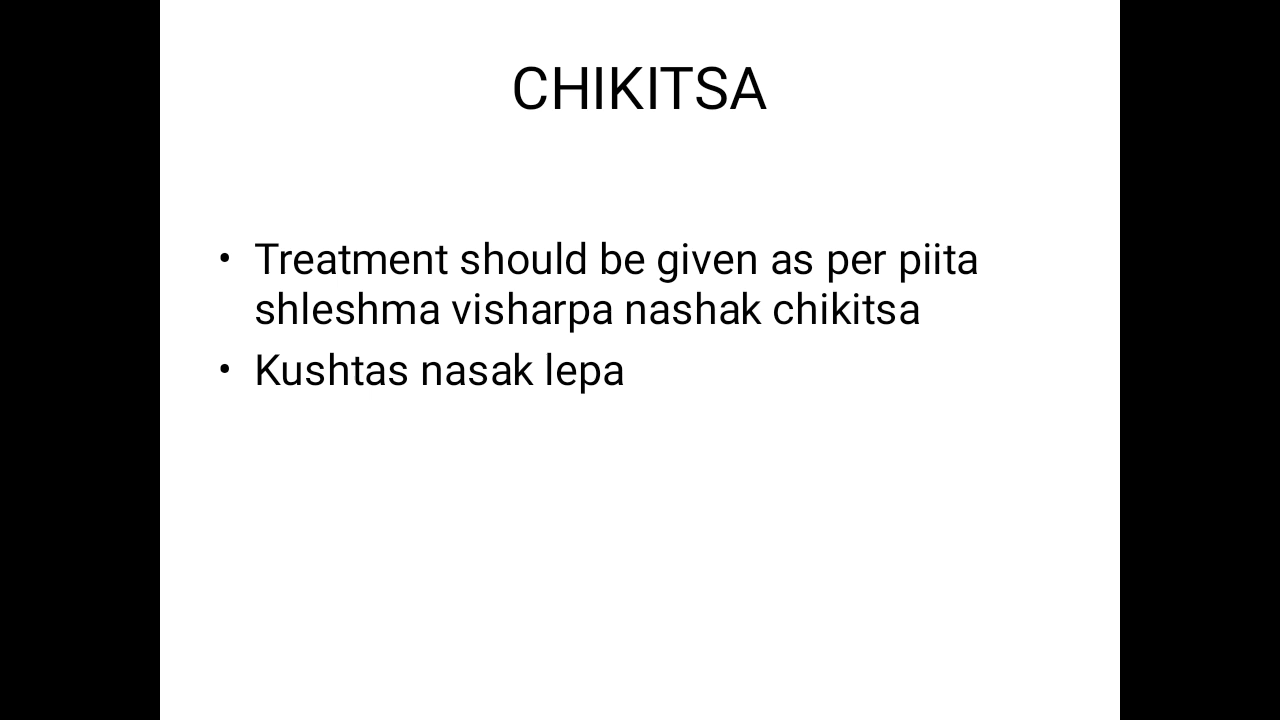 CHIKITSA
• Treatment should be given as per piita
shleshma visharpa nashak chikitsa
• Kushtas nasak lepa